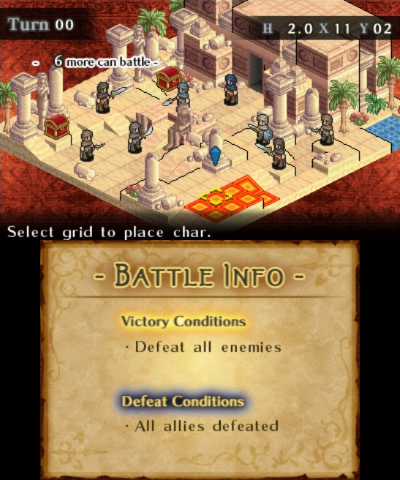 Turn 00
H 2.0 X 11 Y 02
- 6 more can battle -
Select grid to place char.
- BATTLE INFO -
Victory Conditions
・Defeat all enemies
Defeat Conditions
・All allies defeated